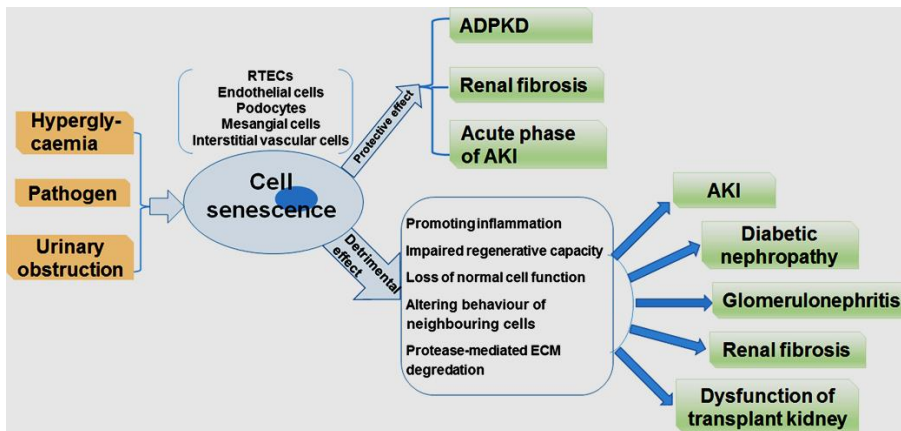 Hypergly-
caemia
Pathogen
Urinary
obstruction
RTECs
Endothelial cells
Podocytes
Mesangial cells
Interstitial vascular cells
Cell
senescence
Protective effect
ADPKD
Renal fibrosis
Acute phase
of AKI
Detrimental
effect
Promoting inflammation
Impaired regenerative capacity
Loss of normal cell function
Altering behaviour of
neighbouring cells
Protease-mediated ECM
degredation
AKI
Diabetic
nephropathy
Glomerulonephritis
Renal fibrosis
Dysfunction of
transplant kidney